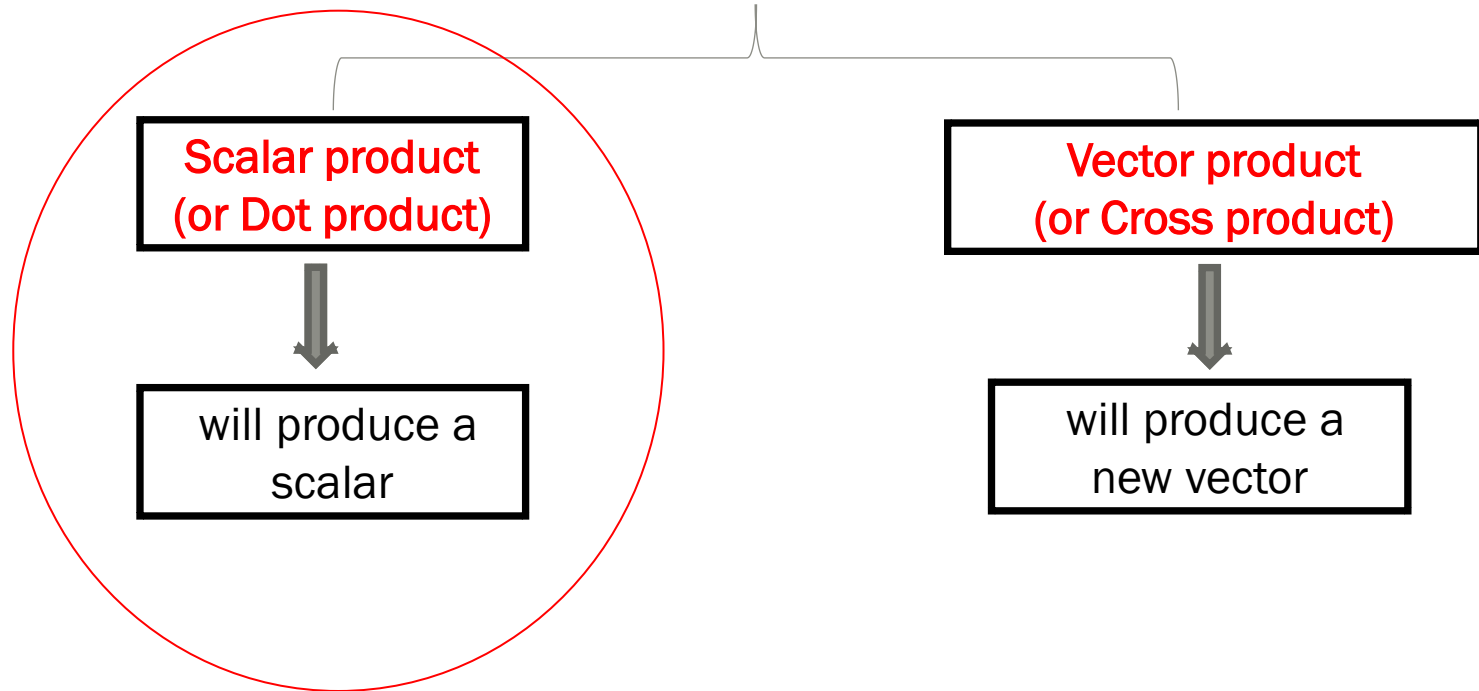 Scalar product
(or Dot product)
will produce a
scalar
Vector product
(or Cross product)
will produce a
new vector